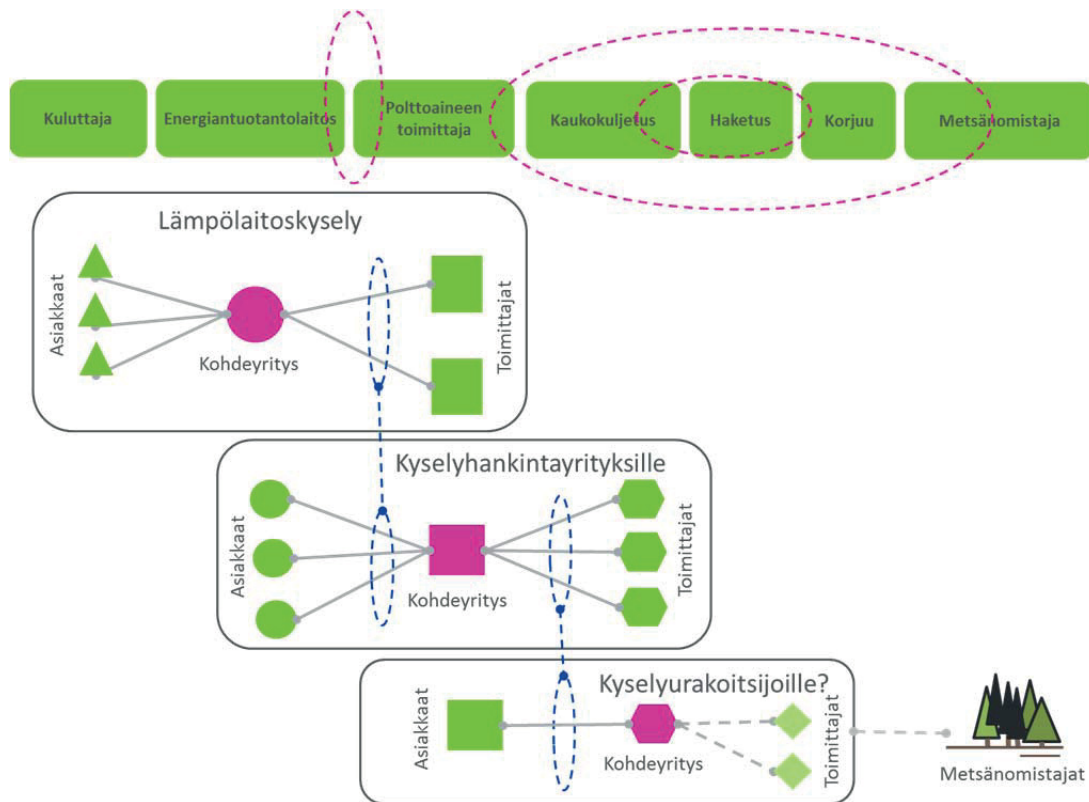 Kuluttaja
Energiantuotantolaitos
Polttoaineen
toimittaja
Kaukokuljetus
Haketus
Korjuu
Metsänomistaja
Lämpölaitoskysely
Asiakkaat
Kohdeyritys
Toimittajat
Kyselyhankintayrityksille
Asiakkaat
Kohdeyritys
Toimittajat
Kyselyurakoitsijoille?
Asiakkaat
Kohdeyritys
Toimittajat
Metsänomistajat